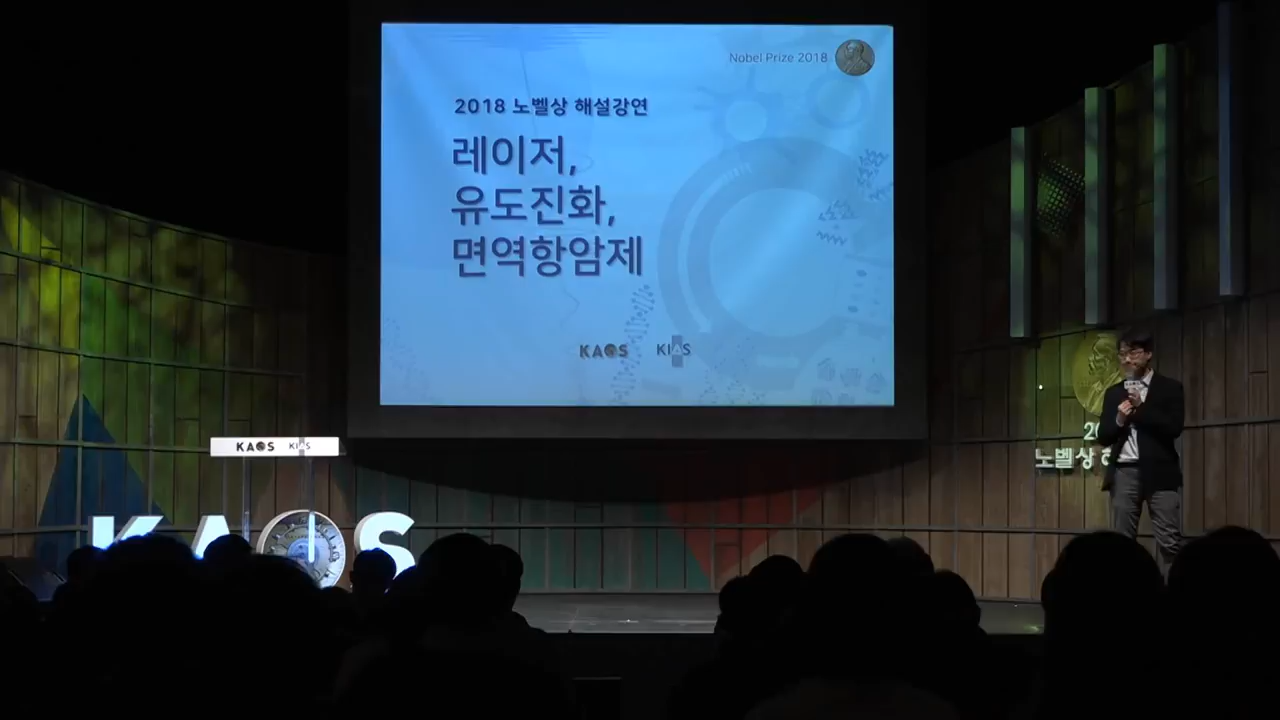 Nobel Prize 2018
2018 노벨상 해설강연
레이저,
유도진화,
면역항암제
KAOS KIAS
KAOS KIAS
KAOS
노벨상